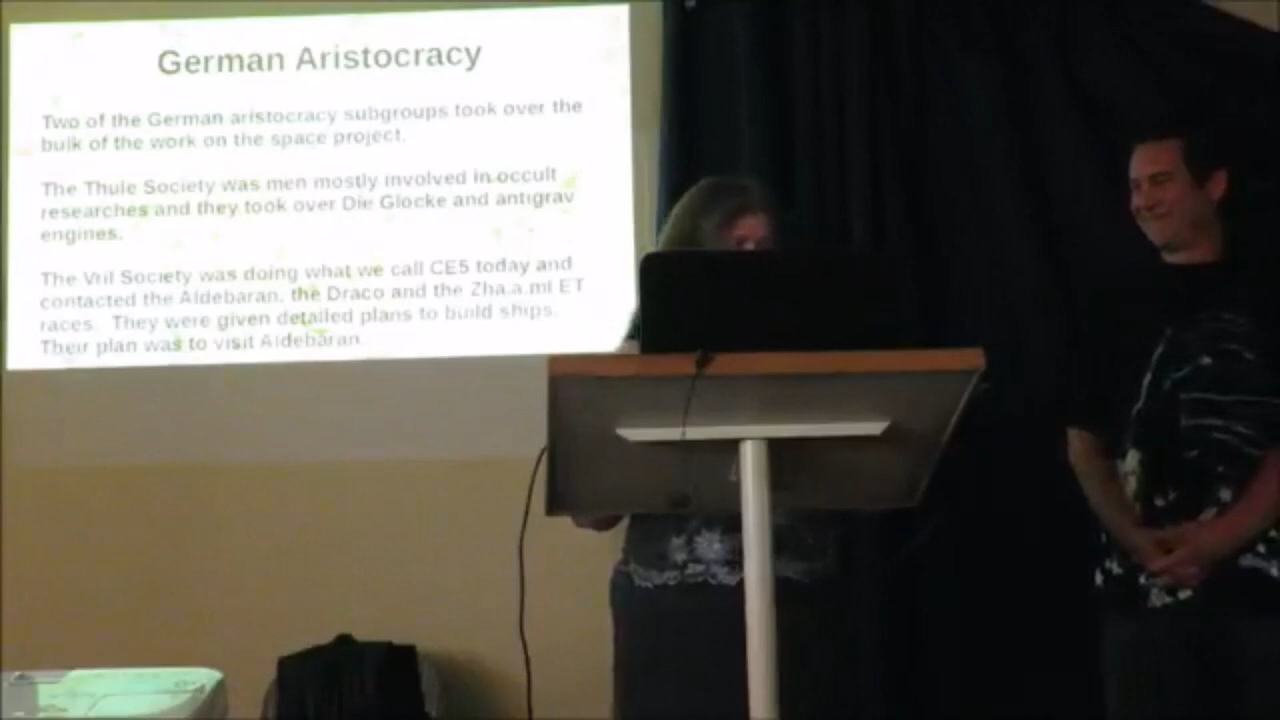 German Aristocracy
Two of the German aristocracy subgroups took over the
bulk of the work on the space project.
The Thule Society was men mostly involved in occult
researches and they took over Die Glocke and antigrav
engines.
The Vril Society was doing what we call CE5 today and
contacted the Aldebaran, the Draco and the Zha.a.mi ET
races. They were given detailed plans to build ships.
Their plan was to visit Aldebaran.